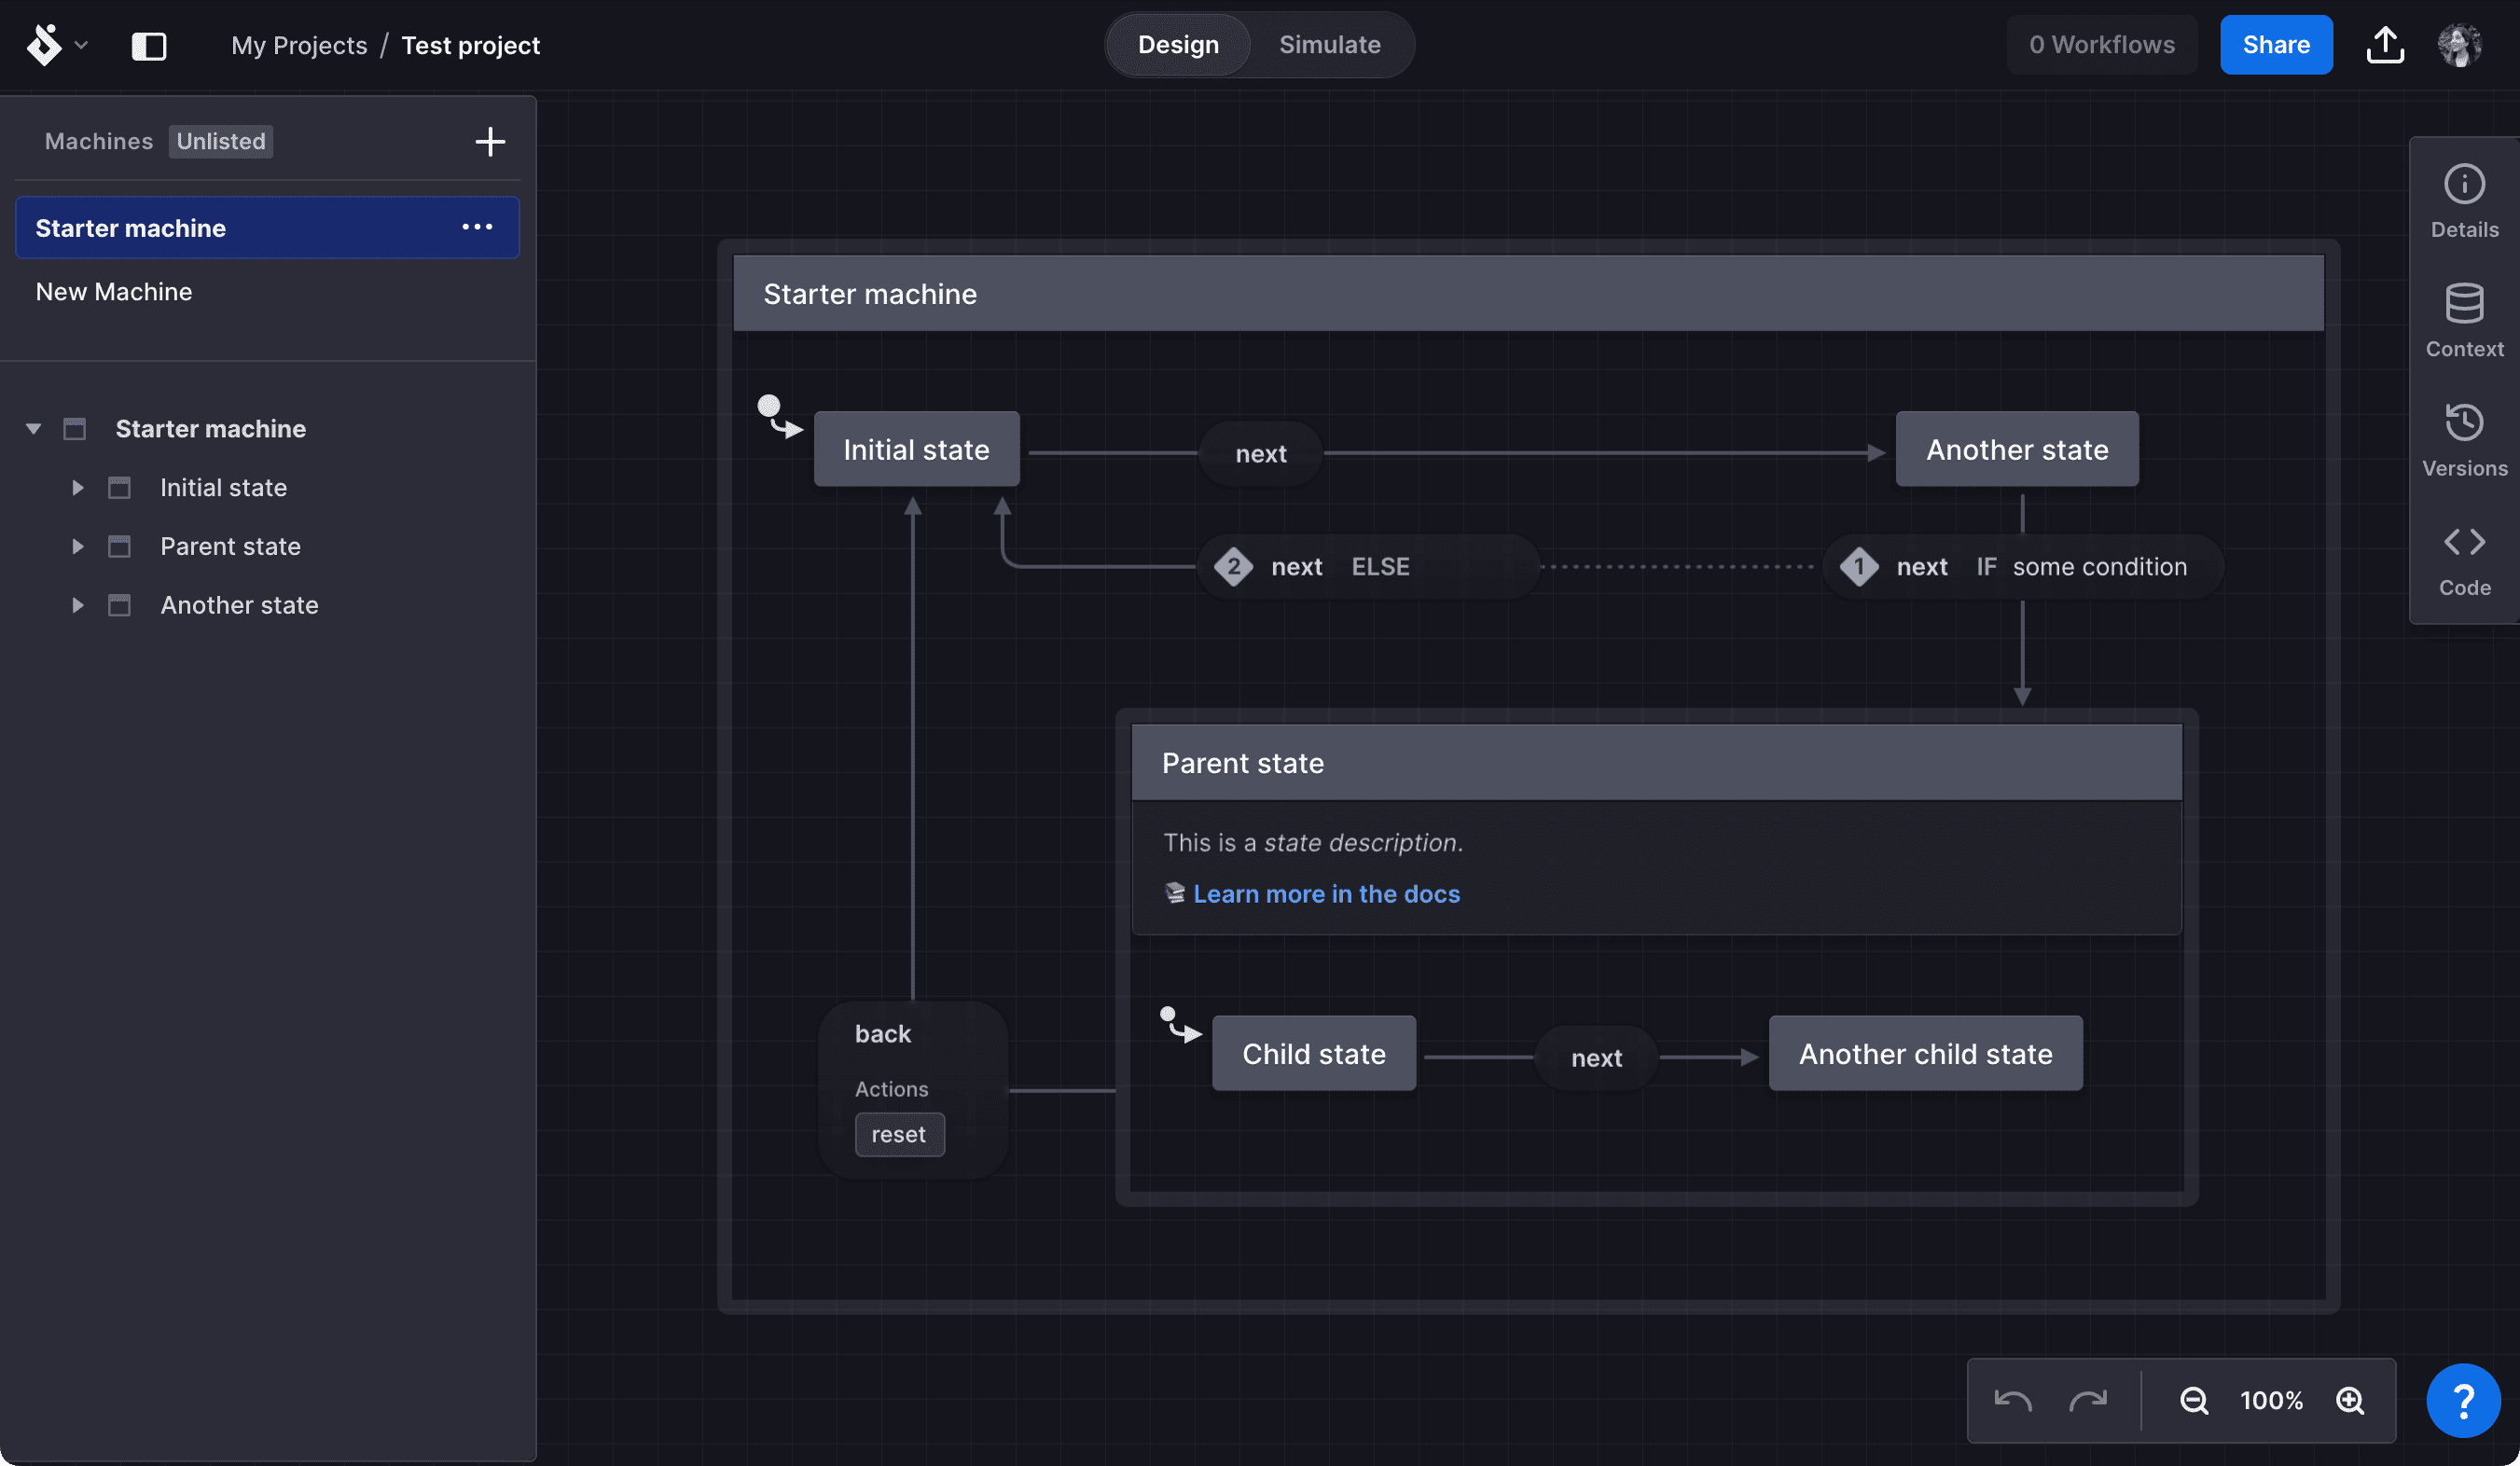 My Projects / Test project
Design
Simulate
0 Workflows
Share
Machines
Unlisted
Starter machine
New Machine
Starter machine
Initial state
Parent state
Another state
Starter machine
Initial state
next
Another state
2 next ELSE
1 next IF some condition
Parent state
This is a state description.
📚 Learn more in the docs
back
Actions
reset
Child state
next
Another child state
Details
Context
Versions
Code
100%
?